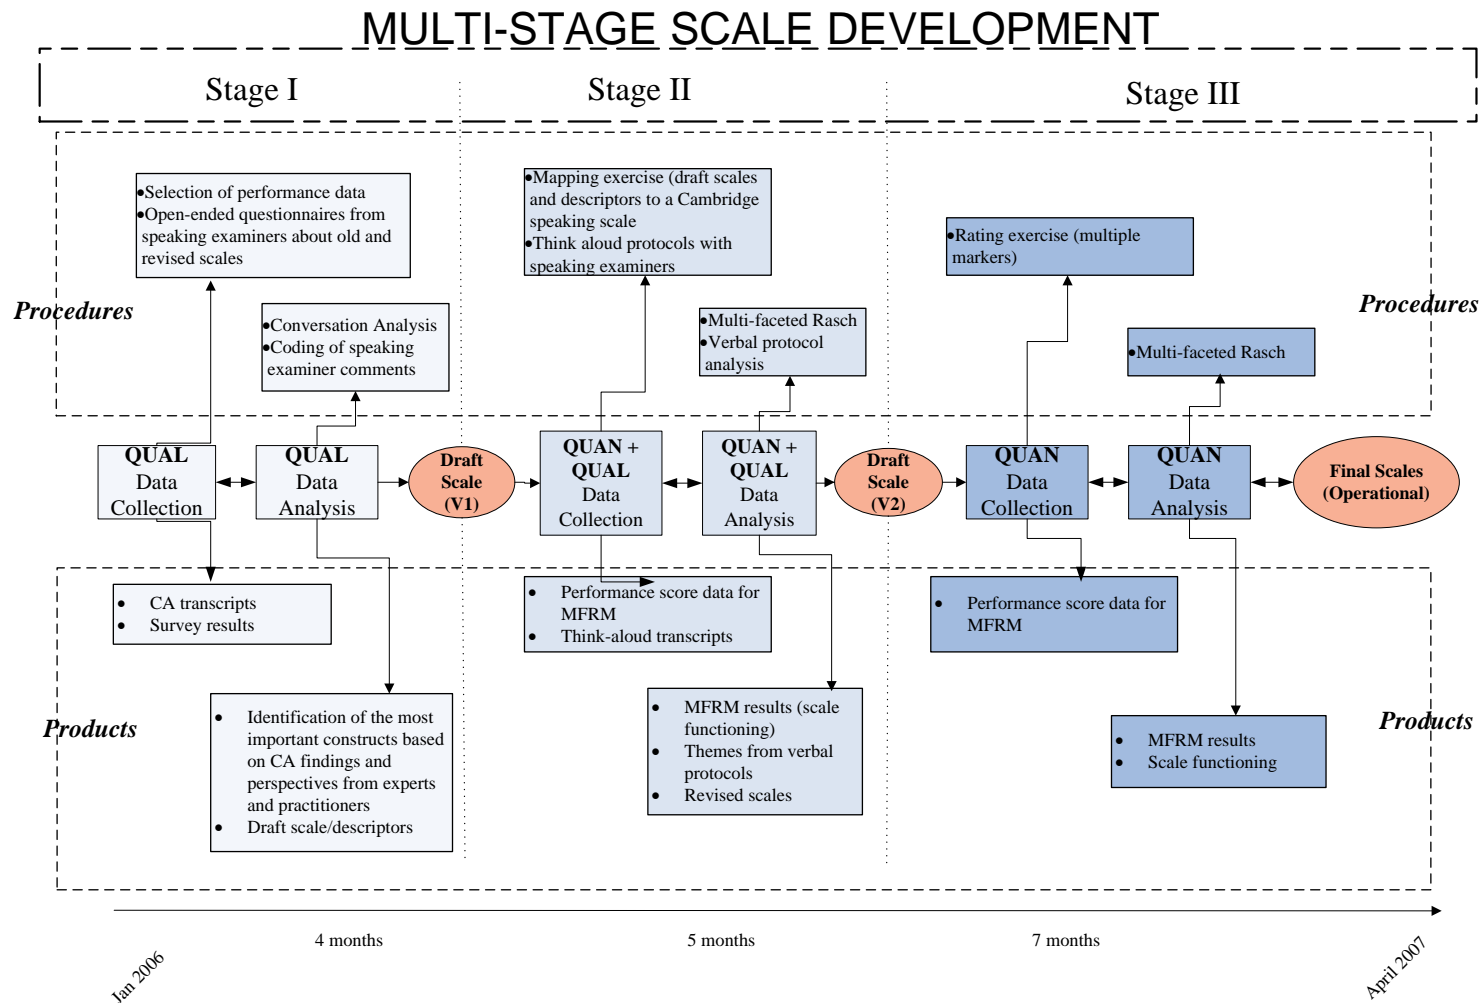 MULTI-STAGE SCALE DEVELOPMENT
Stage I
Stage II
Stage III
Procedures
●Selection of performance data
●Open-ended questionnaires from
speaking examiners about old and
revised scales
●Conversation Analysis
●Coding of speaking
examiner comments
●Mapping exercise (draft scales
and descriptors to a Cambridge
speaking scale
●Think aloud protocols with
speaking examiners
●Multi-faceted Rasch
●Verbal protocol
analysis
●Rating exercise (multiple
markers)
●Multi-faceted Rasch
Procedures
QUAL
Data
Collection
QUAL
Data
Analysis
Draft
Scale
(V1)
QUAN +
QUAL
Data
Collection
QUAN +
QUAL
Data
Analysis
Draft
Scale
(V2)
QUAN
Data
Collection
QUAN
Data
Analysis
Final Scales
(Operational)
Products
● CA transcripts
● Survey results
● Identification of the most
important constructs based
on CA findings and
perspectives from experts
and practitioners
● Draft scale/descriptors
● Performance score data for
MFRM
● Think-aloud transcripts
● MFRM results (scale
functioning)
● Themes from verbal
protocols
● Revised scales
● Performance score data for
MFRM
● MFRM results
● Scale functioning
Products
4 months
5 months
7 months
Jan 2006
April 2007